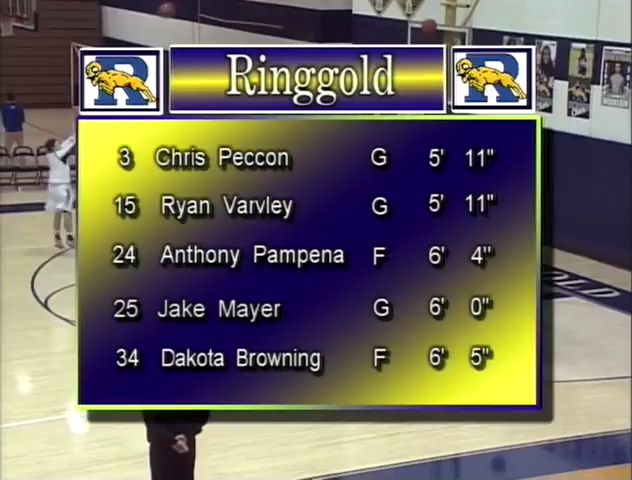 Ringgold
R
R
3 Chris Peccon G 5' 11"
15 Ryan Varvley G 5' 11"
24 Anthony Pampena F 6' 4"
25 Jake Mayer G 6' 0"
34 Dakota Browning F 6' 5"